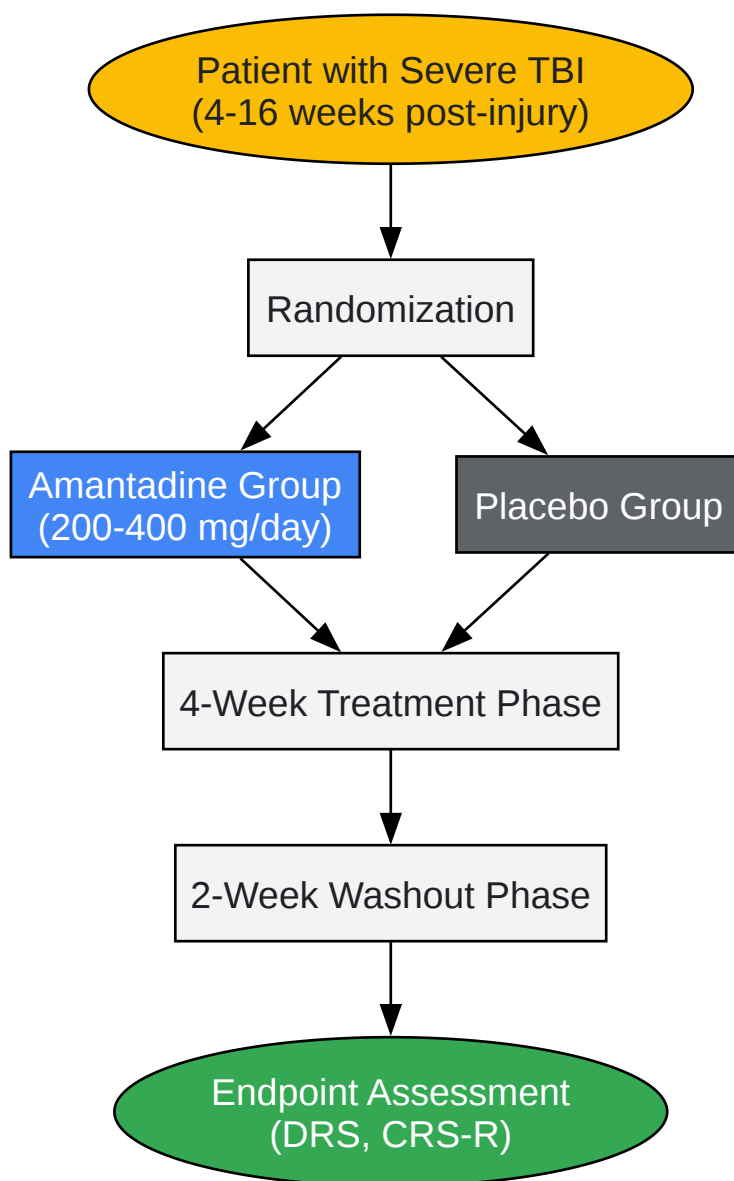 Patient with Severe TBI
(4-16 weeks post-injury)
Randomization
Amantadine Group
(200-400 mg/day)
Placebo Group
4-Week Treatment Phase
2-Week Washout Phase
Endpoint Assessment
(DRS, CRS-R)